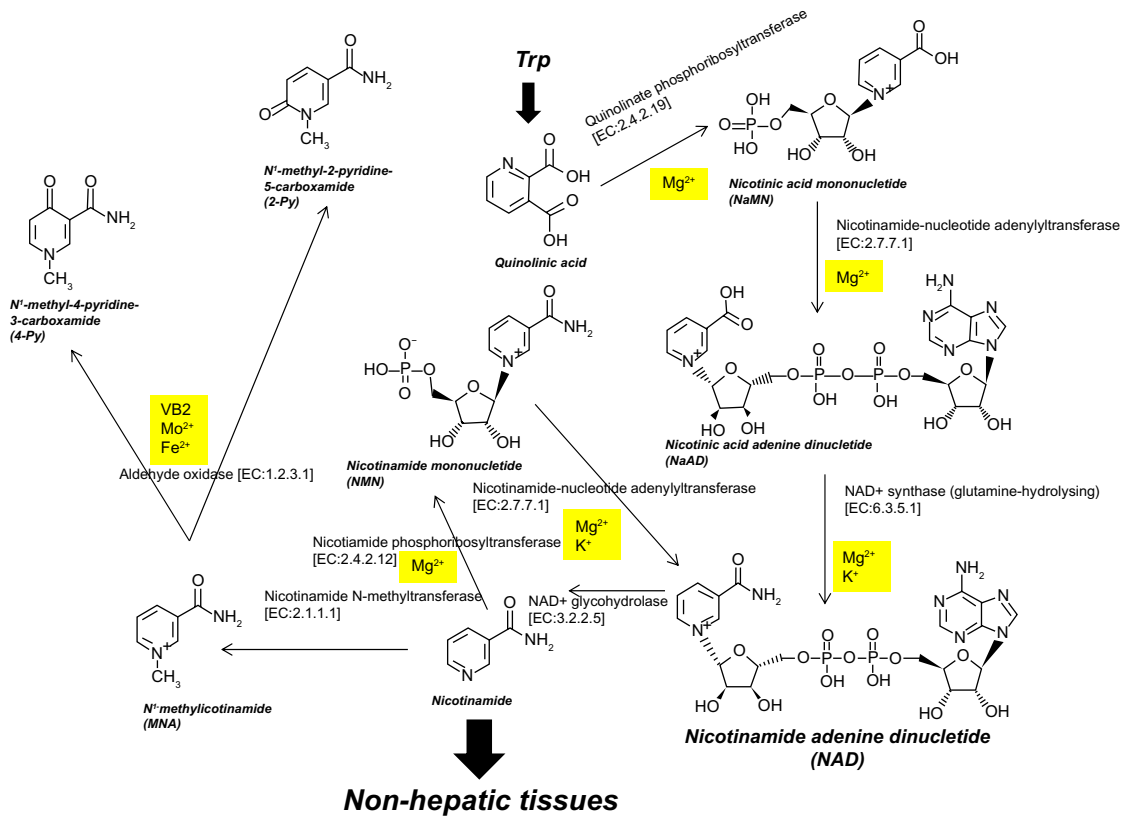 Trp
Quinolinate phosphoribosyltransferase
[EC:2.4.2.19]
Mg²⁺
Quinolinic acid
Nicotinic acid mononucletide
(NaMN)
Nicotinamide-nucleotide adenylyltransferase
[EC:2.7.7.1]
Mg²⁺
Nicotinic acid adenine dinucletide
(NaAD)
NAD+ synthase (glutamine-hydrolysing)
[EC:6.3.5.1]
Mg²⁺
K⁺
Nicotinamide adenine dinucletide
(NAD)
NAD+ glycohydrolase
[EC:3.2.2.5]
Nicotinamide mononucletide
(NMN)
Nicotinamide-nucleotide adenylyltransferase
[EC:2.7.7.1]
Mg²⁺
K⁺
Nicotiamide phosphoribosyltransferase
[EC:2.4.2.12]
Mg²⁺
Nicotinamide N-methyltransferase
[EC:2.1.1.1]
Nicotinamide
Non-hepatic tissues
N¹-methylicotinamide
(MNA)
VB2
Mo²⁺
Fe²⁺
Aldehyde oxidase [EC:1.2.3.1]
N¹-methyl-2-pyridine-
5-carboxamide
(2-Py)
N¹-methyl-4-pyridine-
3-carboxamide
(4-Py)
O
NH₂
O
N
CH₃
O
O
NH₂
N
CH₃
N
O
OH
O
OH
O
OH
N⁺
OH
O=P
O
O
HO
HO
OH
O⁻
HO
P
O
O
O
N⁺
O
NH₂
HO
OH
OH
O
N⁺
O
O
P
O
OH
O
P
O
OH
O
O
H₂N
N
N
N
N
HO
OH
HO
OH
O
NH₂
N⁺
O
O
P
O
OH
O
P
O
OH
O
O
NH₂
N
N
N
N
HO
OH
HO
OH
O
NH₂
N
O
NH₂
N⁺
CH₃